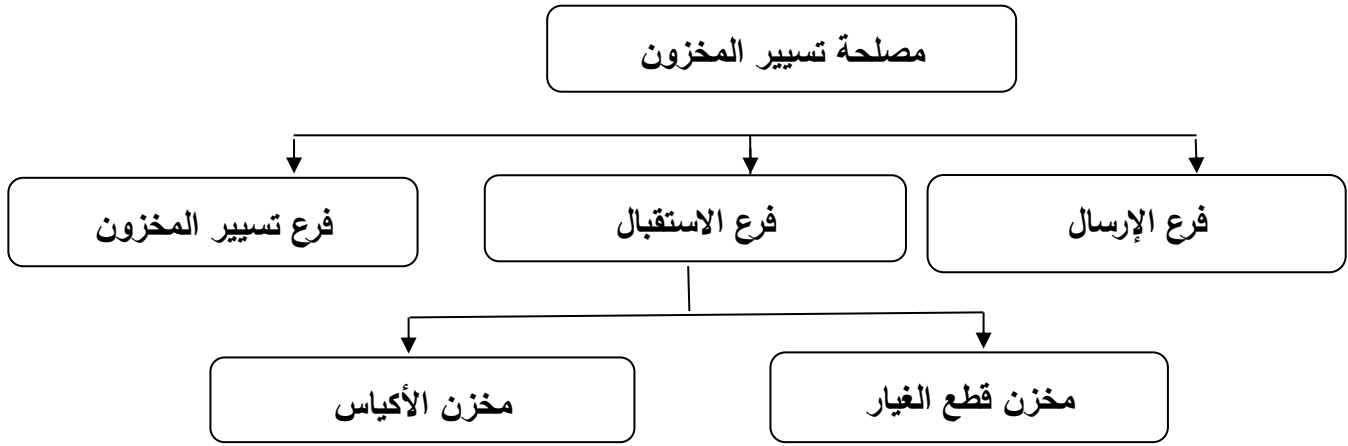 مصلحة تسيير المخزون
فرع الإرسال
فرع الاستقبال
فرع تسيير المخزون
مخزن قطع الغيار
مخزن الأكياس